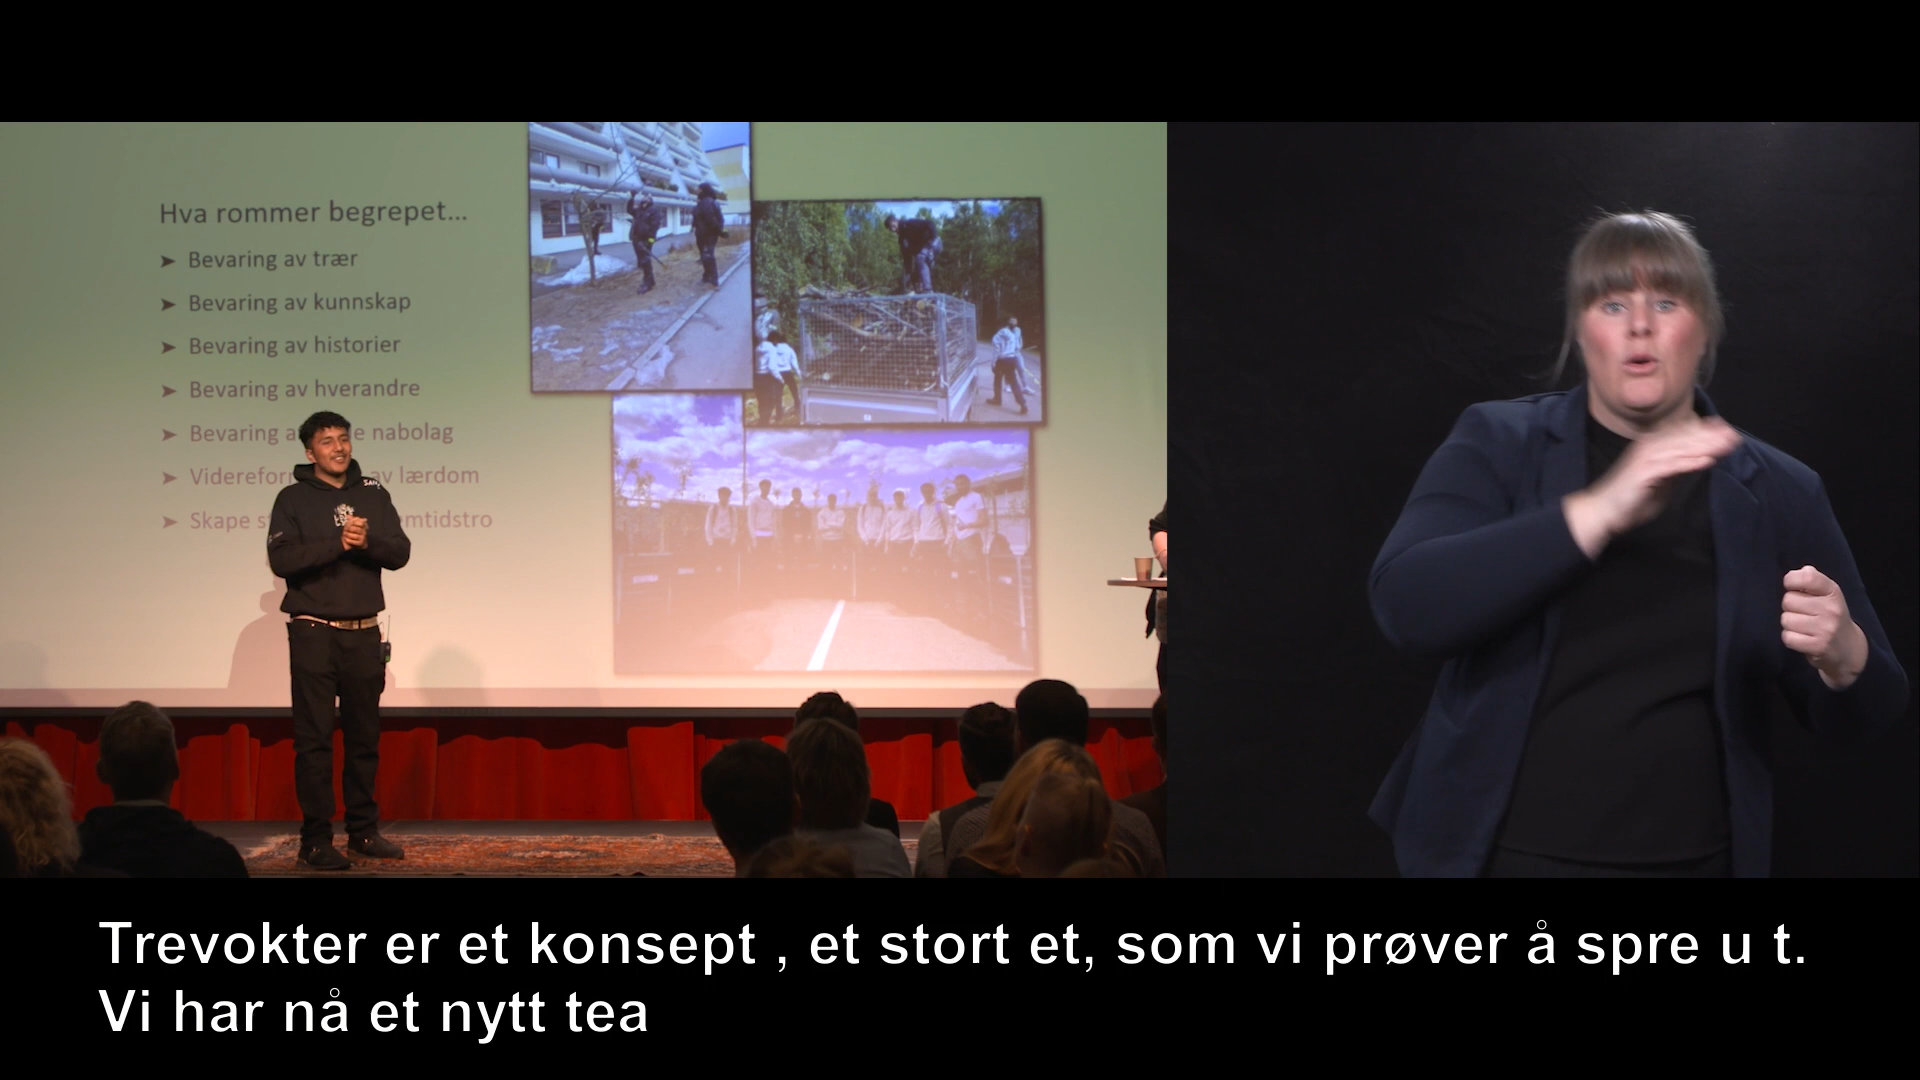 Hva rommer begrepet...
➤ Bevaring av trær
➤ Bevaring av kunnskap
➤ Bevaring av historier
➤ Bevaring av hverandre
➤ Bevaring a e nabolag
➤ Viderefor av lærdom
➤ Skape s emtidstro
Trevokter er et konsept , et stort et, som vi prøver å spre u t.
Vi har nå et nytt tea